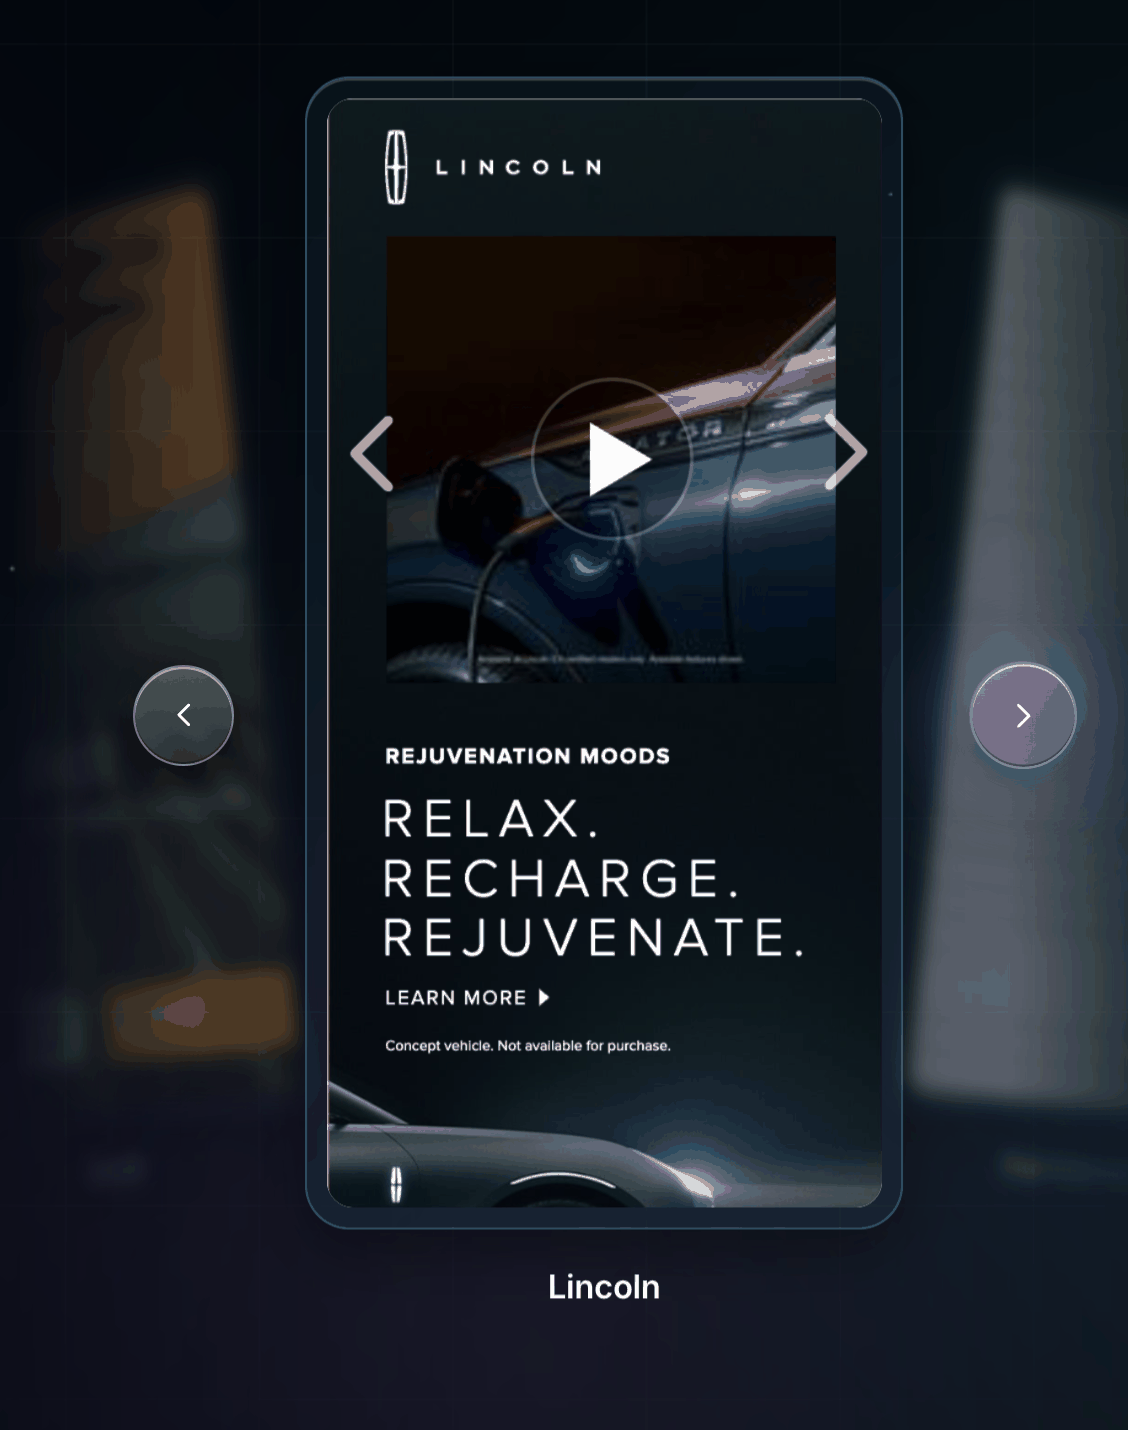 LINCOLN
REJUVENATION MOODS
RELAX.
RECHARGE.
REJUVENATE.
LEARN MORE
Concept vehicle. Not available for purchase.
Lincoln